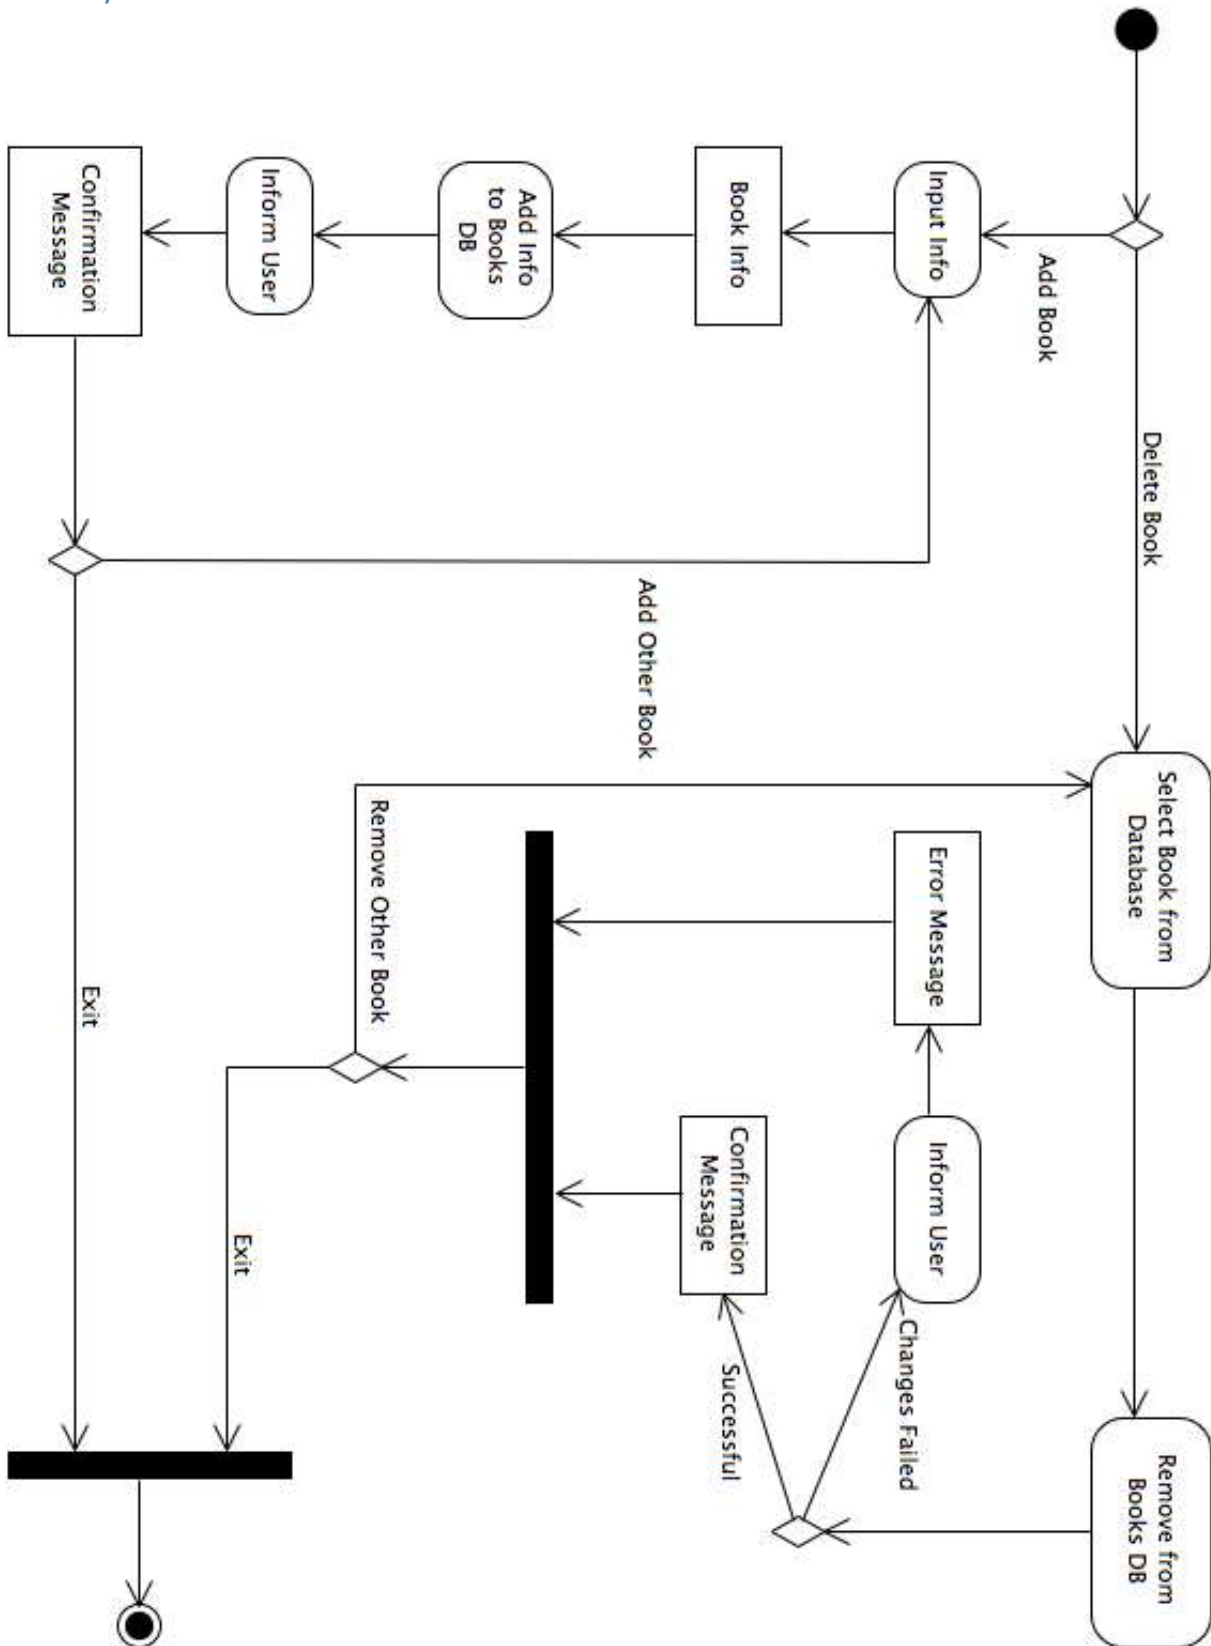 Delete Book
Select Book from
Database
Remove from
Books DB
Add Book
Input Info
Book Info
Add Info
to Books
DB
Inform User
Confirmation
Message
Add Other Book
Exit
Error Message
Inform User
Changes Failed
Successful
Confirmation
Message
Remove Other Book
Exit